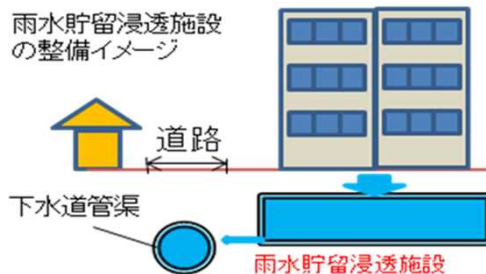 雨水貯留浸透施設
の整備イメージ
道路
下水道管渠
雨水貯留浸透施設